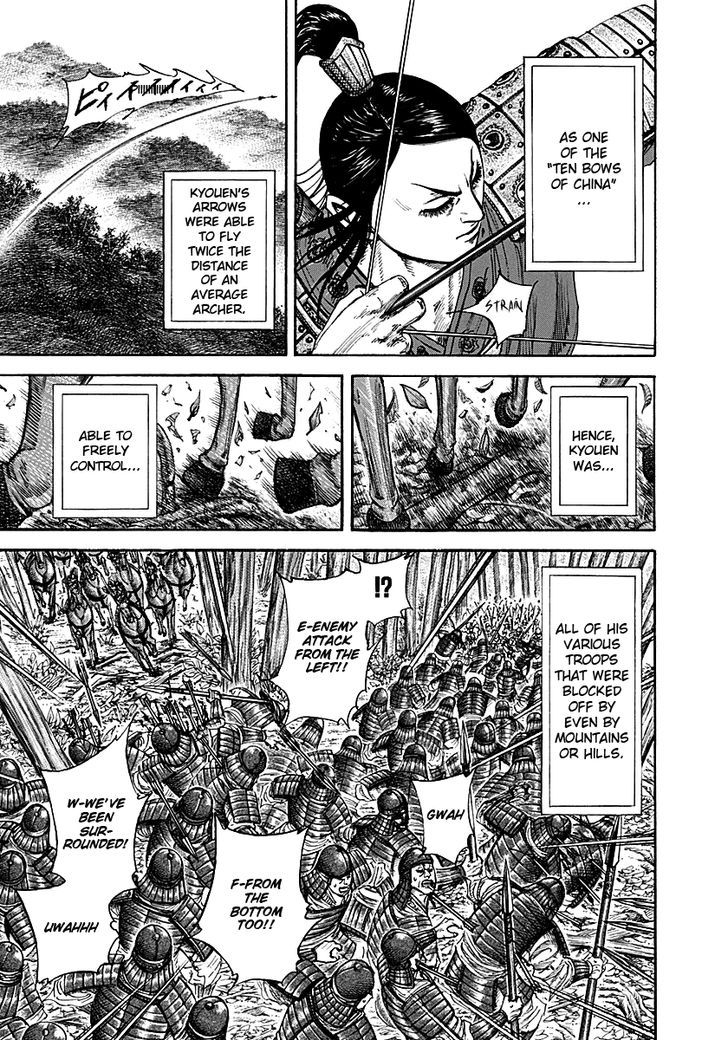 AS ONE
OF THE
"TEN BOWS
OF CHINA"
...
STRAIN
KYOUEN'S
ARROWS
WERE ABLE
TO FLY
TWICE THE
DISTANCE
OF AN
AVERAGE
ARCHER.
ピィィィィィィ
HENCE,
KYOUEN
WAS...
ABLE TO
FREELY
CONTROL...
ALL OF HIS
VARIOUS
TROOPS
THAT WERE
BLOCKED
OFF BY
EVEN BY
MOUNTAINS
OR HILLS.
!?
E-ENEMY
ATTACK
FROM THE
LEFT!!
GWAH
F-FROM
THE
BOTTOM
TOO!!
W-WE'VE
BEEN
SUR-
ROUNDED!
UWAHHH